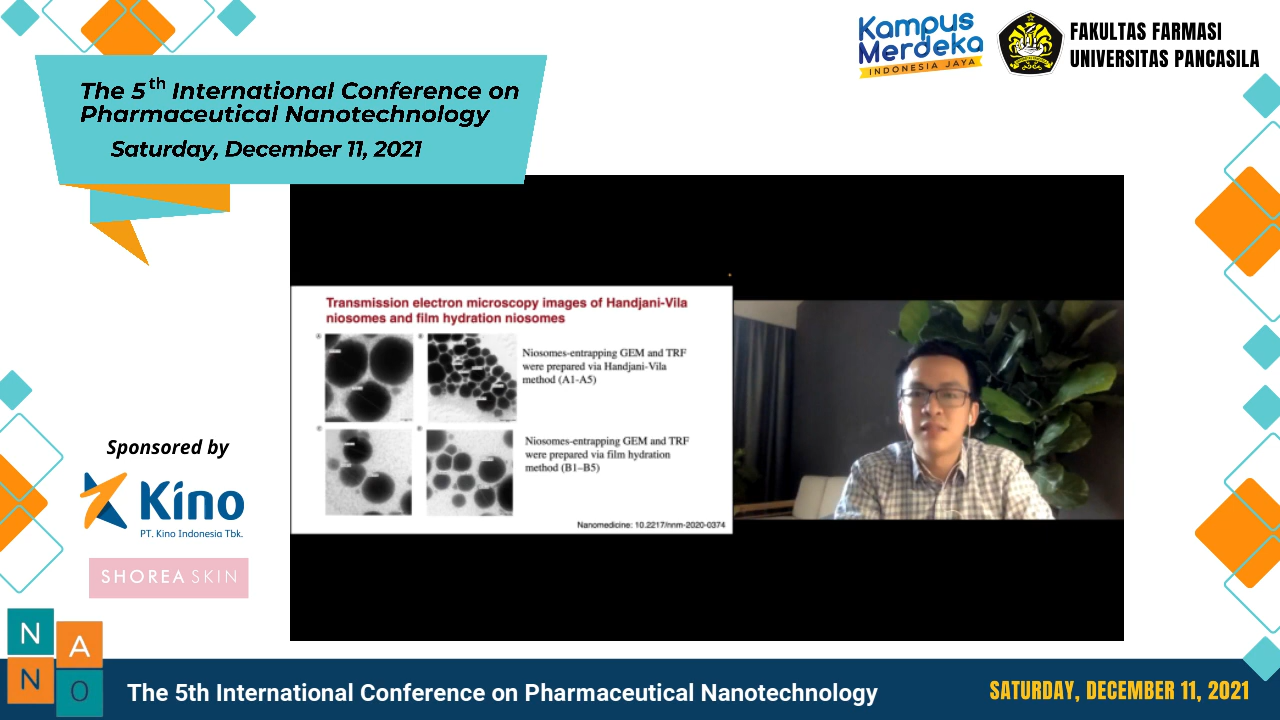 The 5th International Conference on
Pharmaceutical Nanotechnology
Saturday, December 11, 2021
Kampus
Merdeka
INDONESIA JAYA
FAKULTAS FARMASI
UNIVERSITAS PANCASILA
Transmission electron microscopy images of Handjani-Vila
niosomes and film hydration niosomes
Niosomes-entrapping GEM and TRF
were prepared via Handjani-Vila
method (A1-A5)
Niosomes-entrapping GEM and TRF
were prepared via film hydration
method (B1–B5)
Nanomedicine: 10.2217/nnm-2020-0374
Sponsored by
Kino
PT. Kino Indonesia Tbk.
SHOREA SKIN
N A
N O
The 5th International Conference on Pharmaceutical Nanotechnology
SATURDAY, DECEMBER 11, 2021